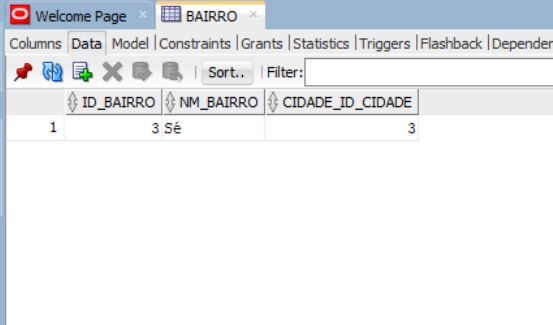 Welcome Page × BAIRRO ×
Columns Data Model Constraints Grants Statistics Triggers Flashback Dependen
Sort.. Filter:
ID_BAIRRO NM_BAIRRO CIDADE_ID_CIDADE
1 3 Sé 3